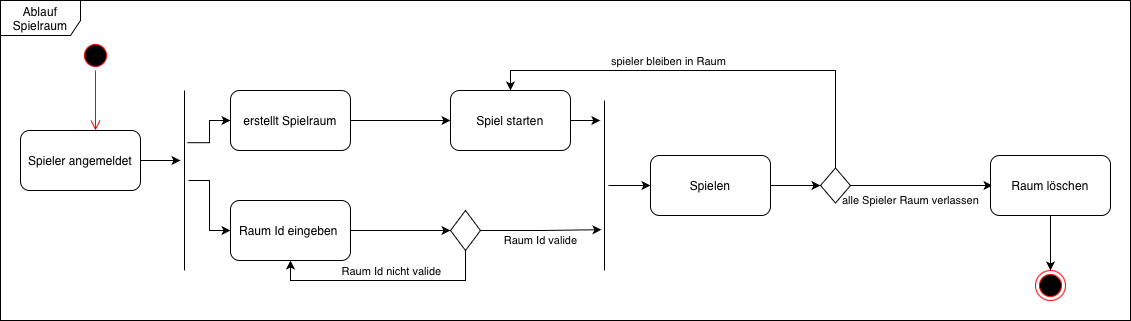 Ablauf
Spielraum
spieler bleiben in Raum
erstellt Spielraum
Spiel starten
Spieler angemeldet
Spielen
Raum löschen
alle Spieler Raum verlassen
Raum Id eingeben
Raum Id valide
Raum Id nicht valide